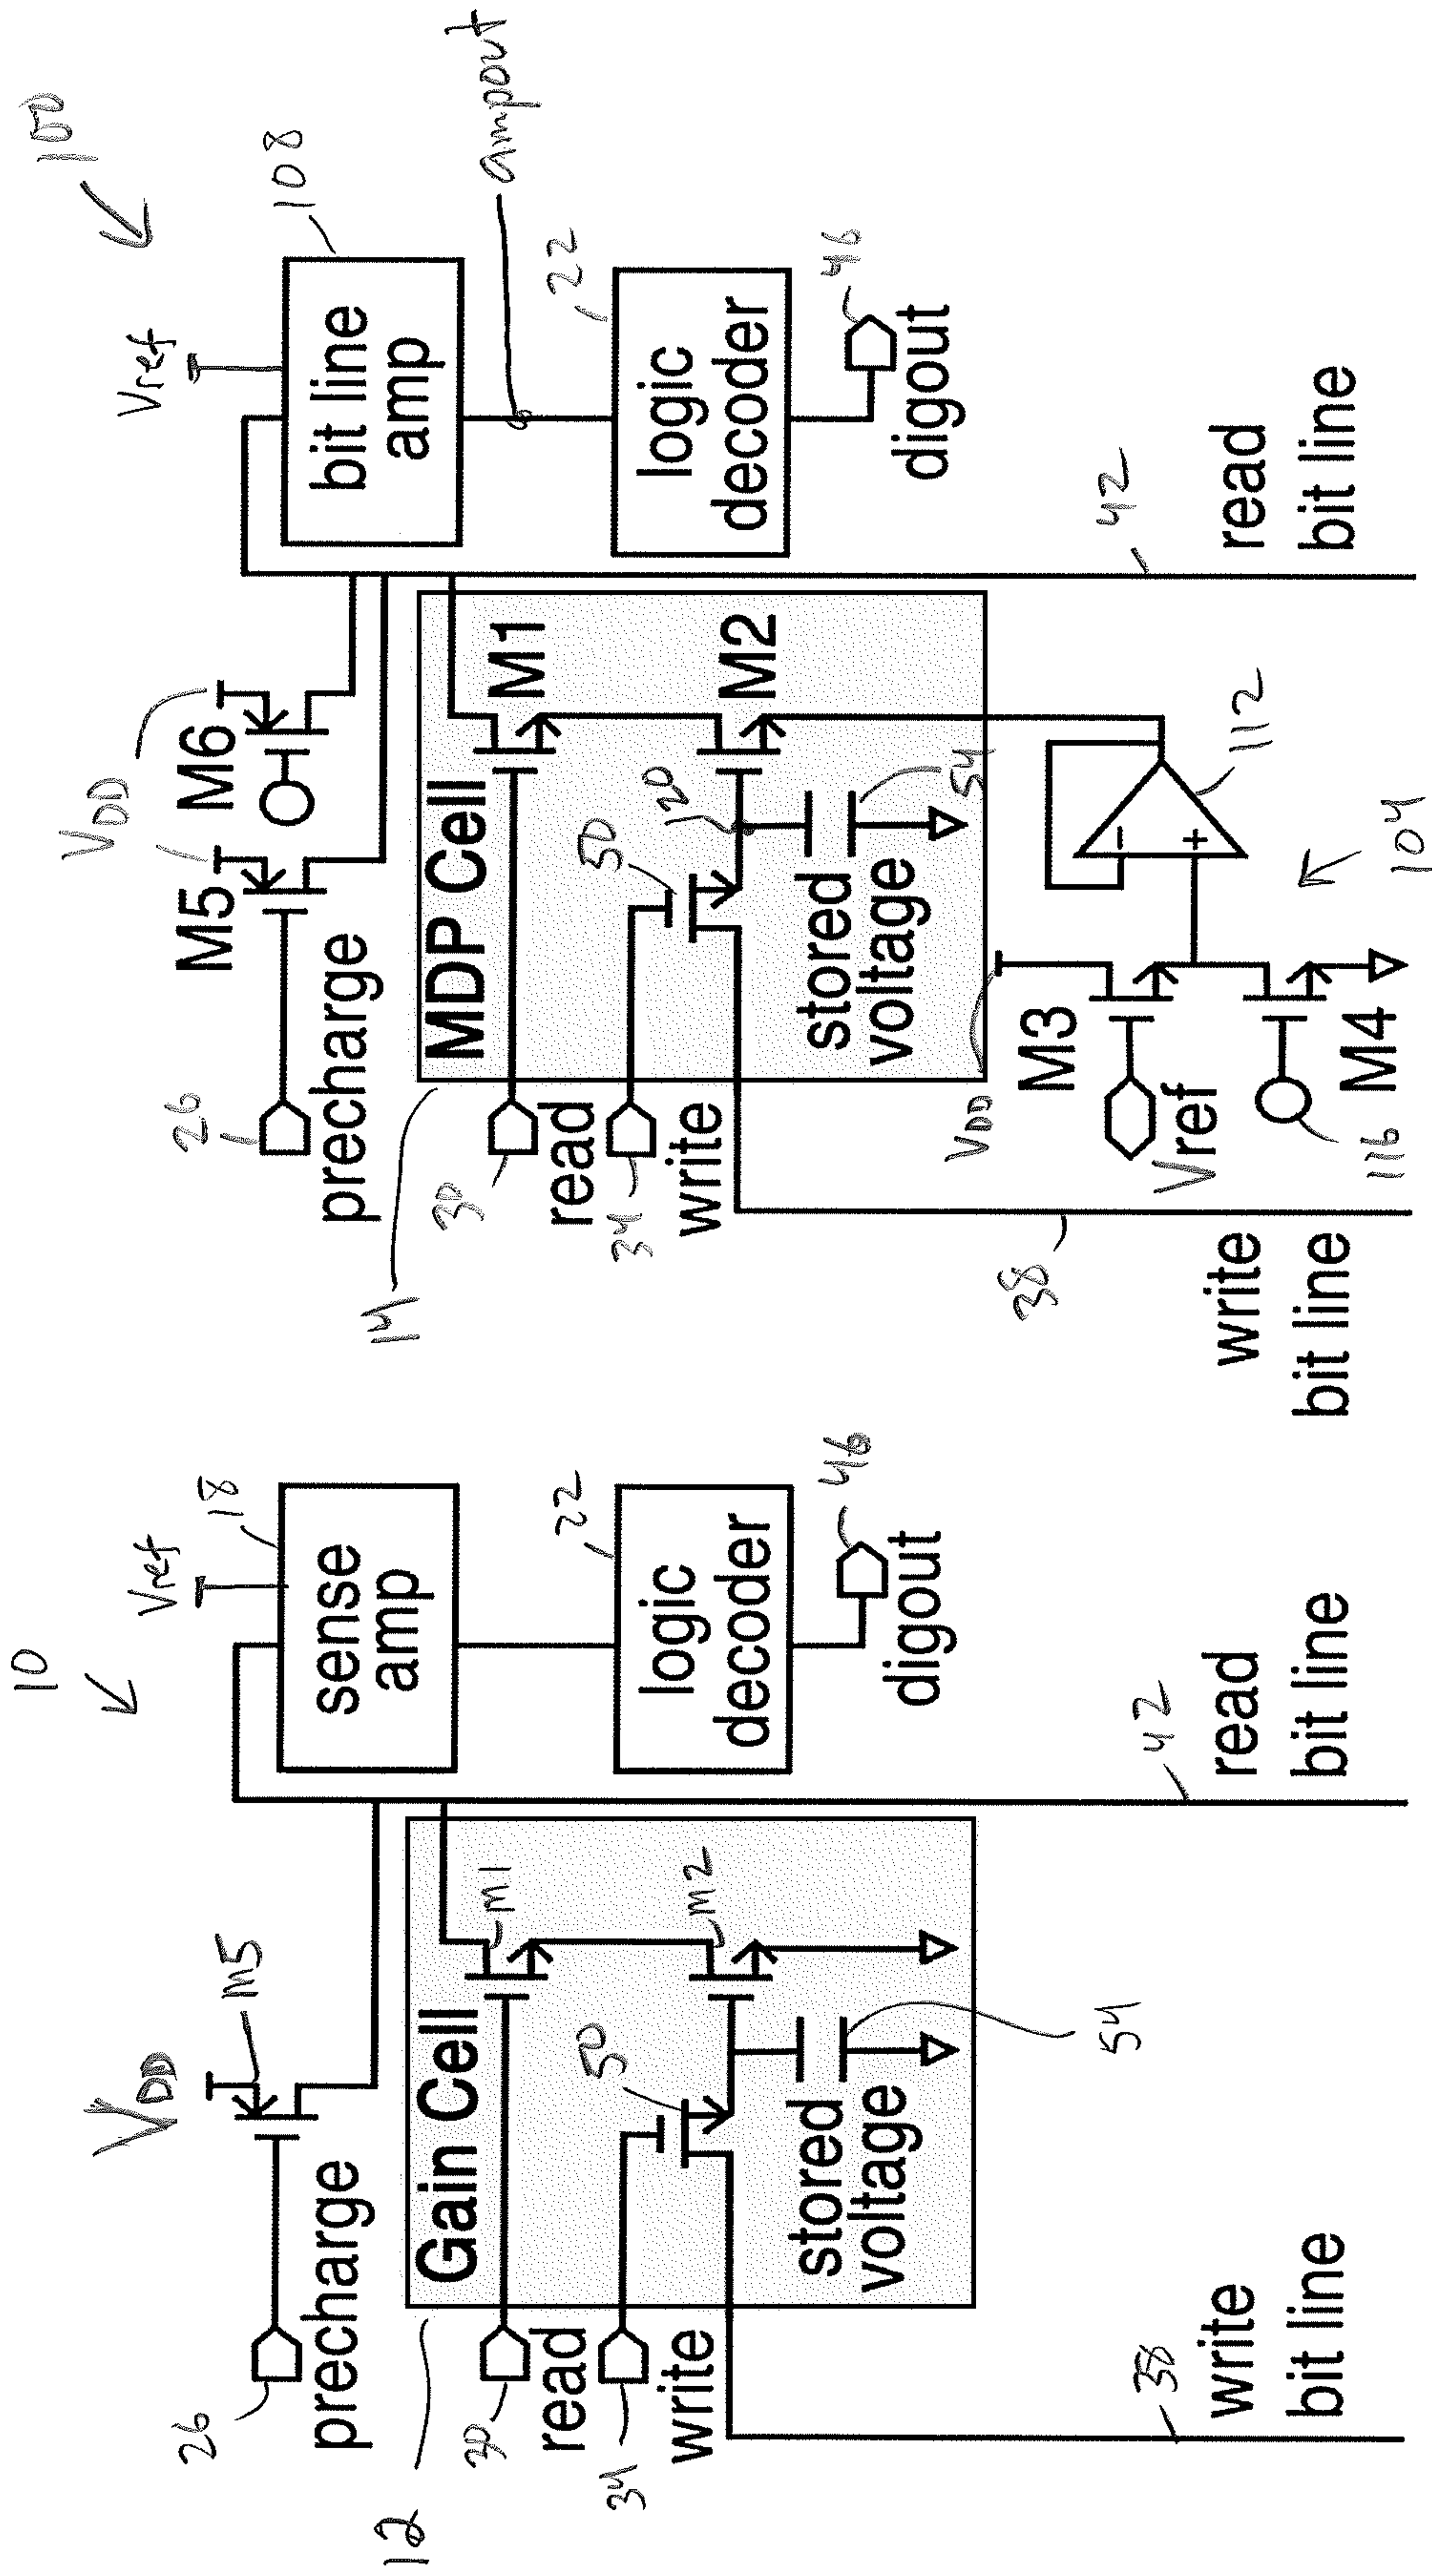 10
V_DD
M5
Vref
18
sense
amp
26
precharge
12
Gain Cell
M1
30
read
34
write
50
M2
stored
voltage
54
22
logic
decoder
46
digout
38
write
bit line
42
read
bit line
100
V_DD
M5
M6
Vref
108
bit line
amp
ampout
26
precharge
14
MDP Cell
M1
30
read
34
write
50
20
M2
stored
voltage
54
22
logic
decoder
46
digout
V_DD
M3
Vref
M4
116
112
104
38
write
bit line
42
read
bit line